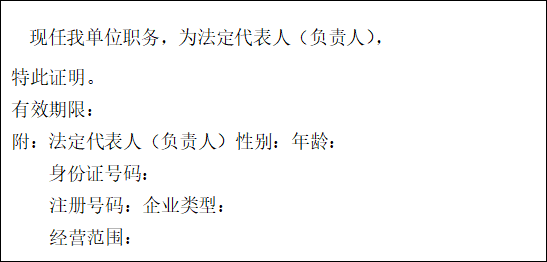 现任我单位职务，为法定代表人（负责人），
特此证明。
有效期限：
附：法定代表人（负责人）性别：年龄：
身份证号码：
注册号码：企业类型：
经营范围：